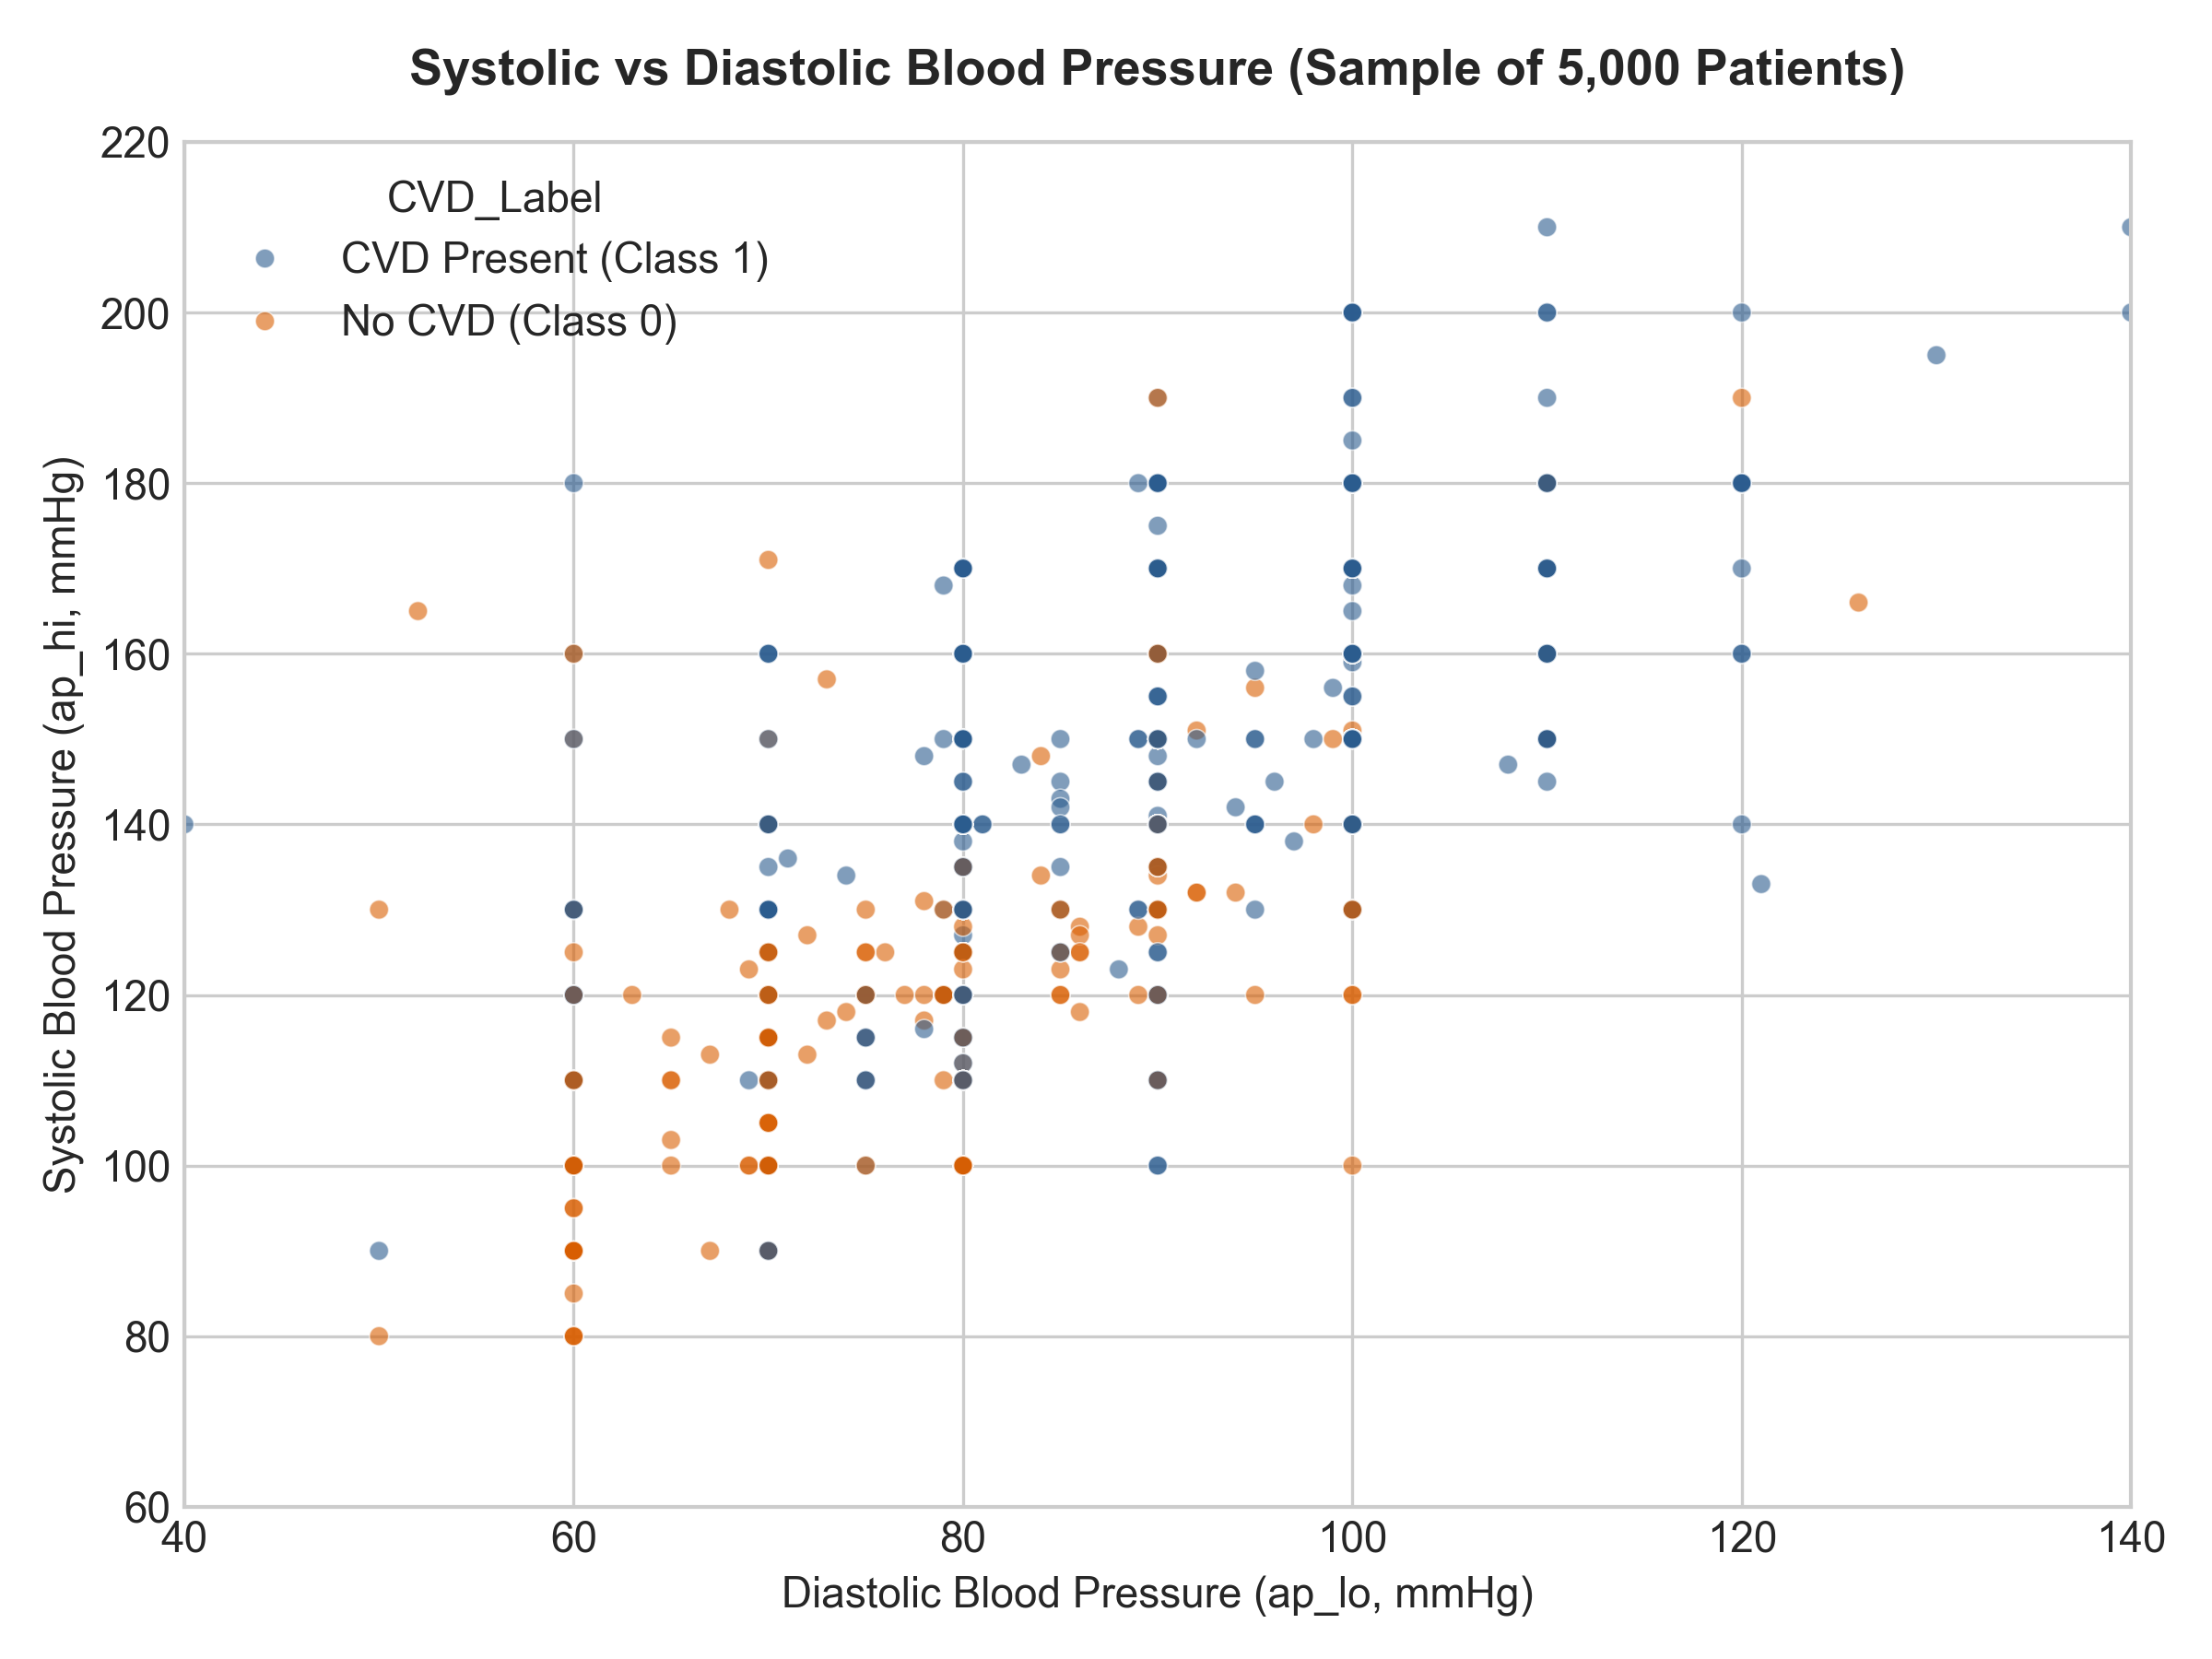 Systolic vs Diastolic Blood Pressure (Sample of 5,000 Patients)
CVD_Label
CVD Present (Class 1)
No CVD (Class 0)
Systolic Blood Pressure (ap_hi, mmHg)
220
200
180
160
140
120
100
80
60
40 60 80 100 120 140
Diastolic Blood Pressure (ap_lo, mmHg)